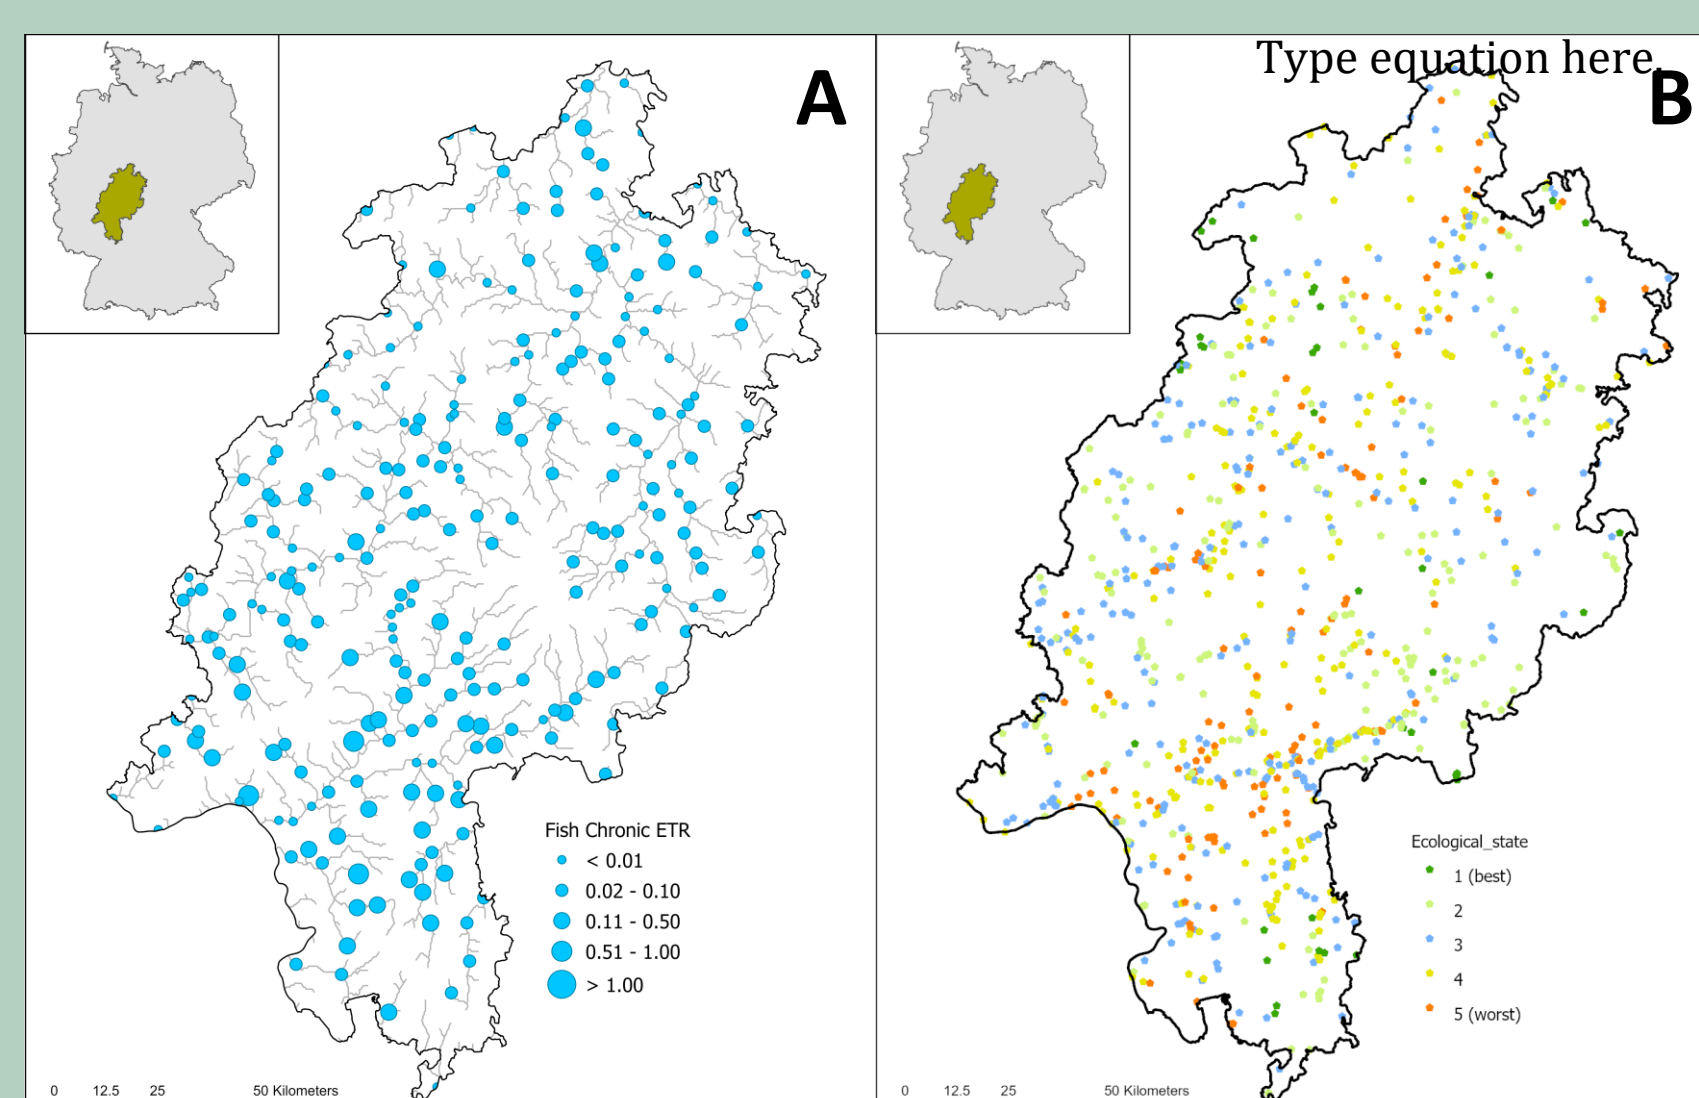 A
Type equation here.
B
Fish Chronic ETR
< 0.01
0.02 - 0.10
0.11 - 0.50
0.51 - 1.00
> 1.00
0 12.5 25 50 Kilometers
Ecological_state
1 (best)
2
3
4
5 (worst)
0 12.5 25 50 Kilometers